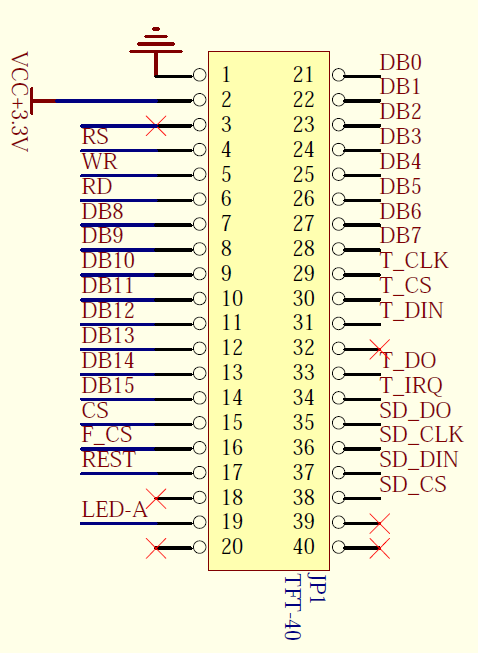 VCC+3.3V
1 21 DB0
2 22 DB1
3 23 DB2
RS 4 24 DB3
WR 5 25 DB4
RD 6 26 DB5
DB8 7 27 DB6
DB9 8 28 DB7
DB10 9 29 T_CLK
DB11 10 30 T_CS
DB12 11 31 T_DIN
DB13 12 32
DB14 13 33 T_DO
DB15 14 34 T_IRQ
CS 15 35 SD_DO
F_CS 16 36 SD_CLK
REST 17 37 SD_DIN
18 38 SD_CS
LED-A 19 39
20 40
JP1
TFT-40